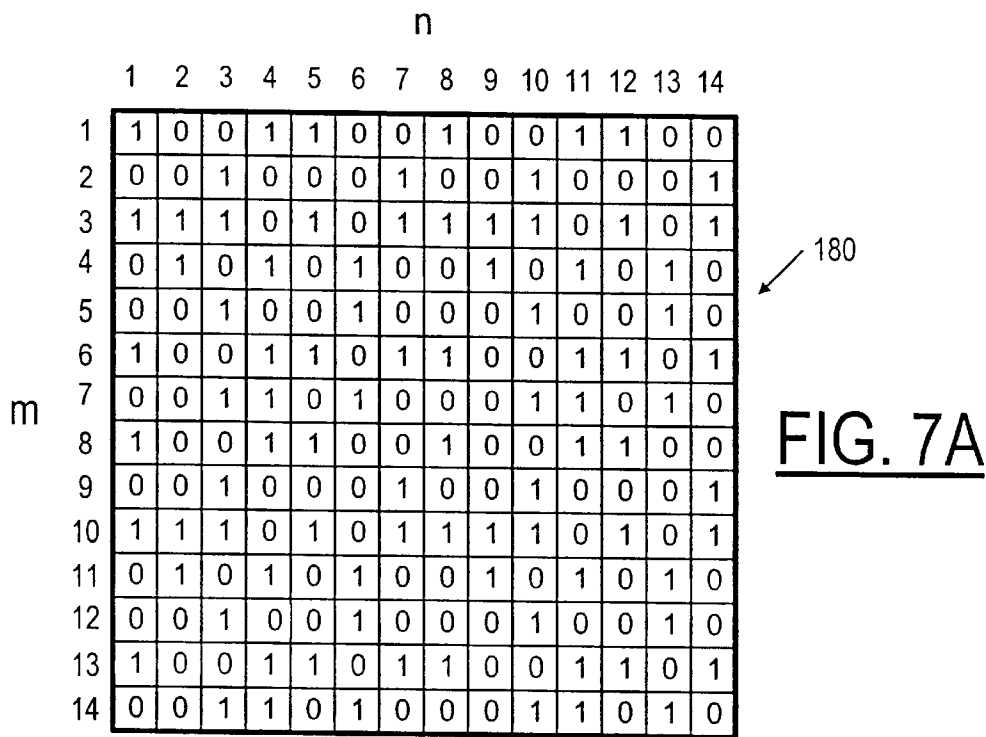 n
1 2 3 4 5 6 7 8 9 10 11 12 13 14
1 1 0 0 1 1 0 0 1 0 0 1 1 0 0
2 0 0 1 0 0 0 1 0 0 1 0 0 0 1
3 1 1 1 0 1 0 1 1 1 1 0 1 0 1
4 0 1 0 1 0 1 0 0 1 0 1 0 1 0
180
5 0 0 1 0 0 1 0 0 0 1 0 0 1 0
6 1 0 0 1 1 0 1 1 0 0 1 1 0 1
m
7 0 0 1 1 0 1 0 0 0 1 1 0 1 0
8 1 0 0 1 1 0 0 1 0 0 1 1 0 0
FIG. 7A
9 0 0 1 0 0 0 1 0 0 1 0 0 0 1
10 1 1 1 0 1 0 1 1 1 1 0 1 0 1
11 0 1 0 1 0 1 0 0 1 0 1 0 1 0
12 0 0 1 0 0 1 0 0 0 1 0 0 1 0
13 1 0 0 1 1 0 1 1 0 0 1 1 0 1
14 0 0 1 1 0 1 0 0 0 1 1 0 1 0